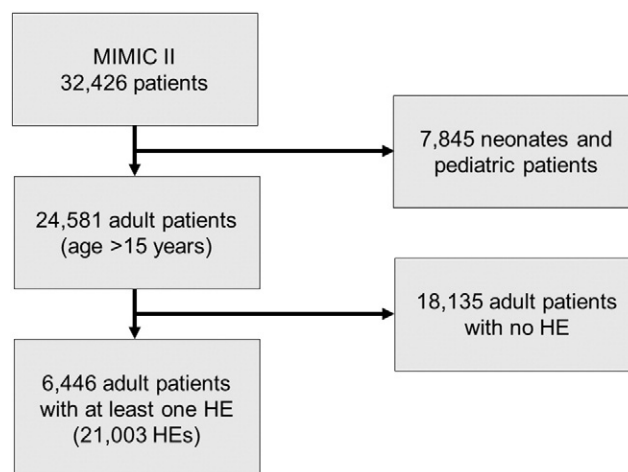 MIMIC II
32,426 patients
7,845 neonates and
pediatric patients
24,581 adult patients
(age >15 years)
18,135 adult patients
with no HE
6,446 adult patients
with at least one HE
(21,003 HEs)